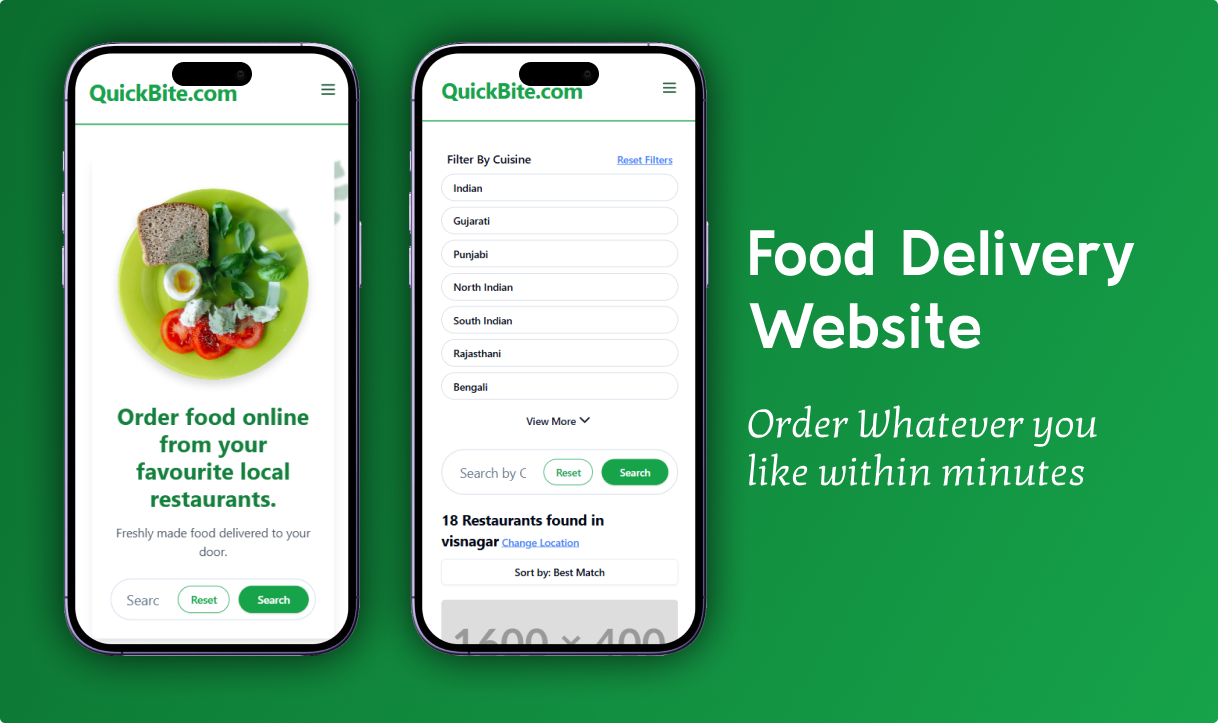 QuickBite.com
Order food online
from your
favourite local
restaurants.
Freshly made food delivered to your
door.
Searc
Reset
Search
QuickBite.com
Filter By Cuisine
Reset Filters
Indian
Gujarati
Punjabi
North Indian
South Indian
Rajasthani
Bengali
View More
Search by C
Reset
Search
18 Restaurants found in
visnagar Change Location
Sort by: Best Match
1600 × 400
Food Delivery
Website
Order Whatever you
like within minutes